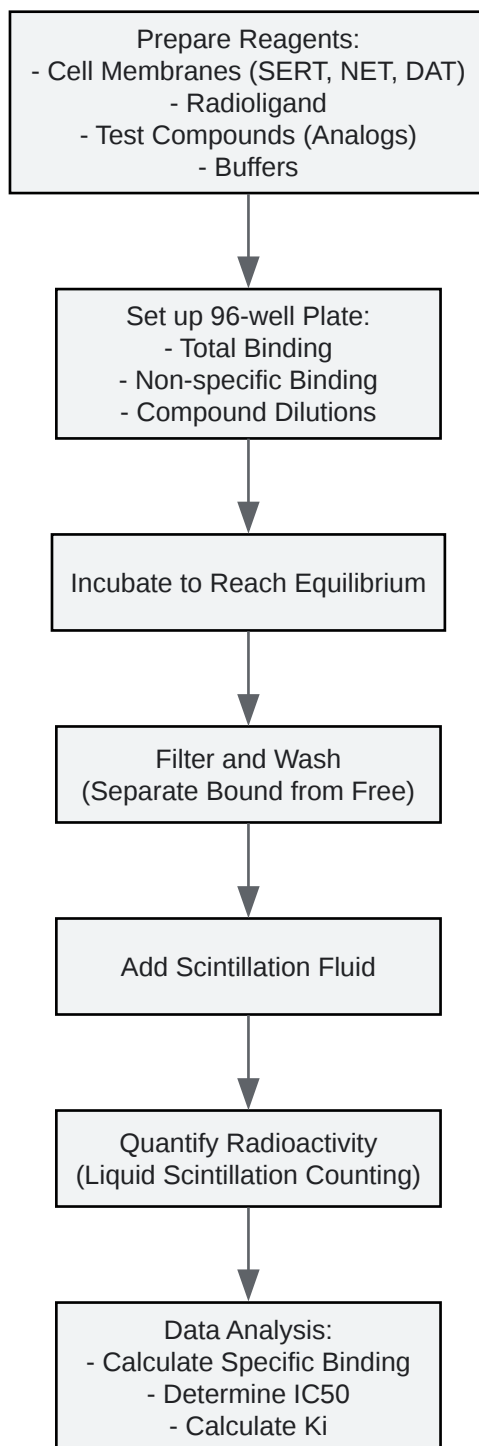 Prepare Reagents:
- Cell Membranes (SERT, NET, DAT)
- Radioligand
- Test Compounds (Analogs)
- Buffers
Set up 96-well Plate:
- Total Binding
- Non-specific Binding
- Compound Dilutions
Incubate to Reach Equilibrium
Filter and Wash
(Separate Bound from Free)
Add Scintillation Fluid
Quantify Radioactivity
(Liquid Scintillation Counting)
Data Analysis:
- Calculate Specific Binding
- Determine IC50
- Calculate Ki